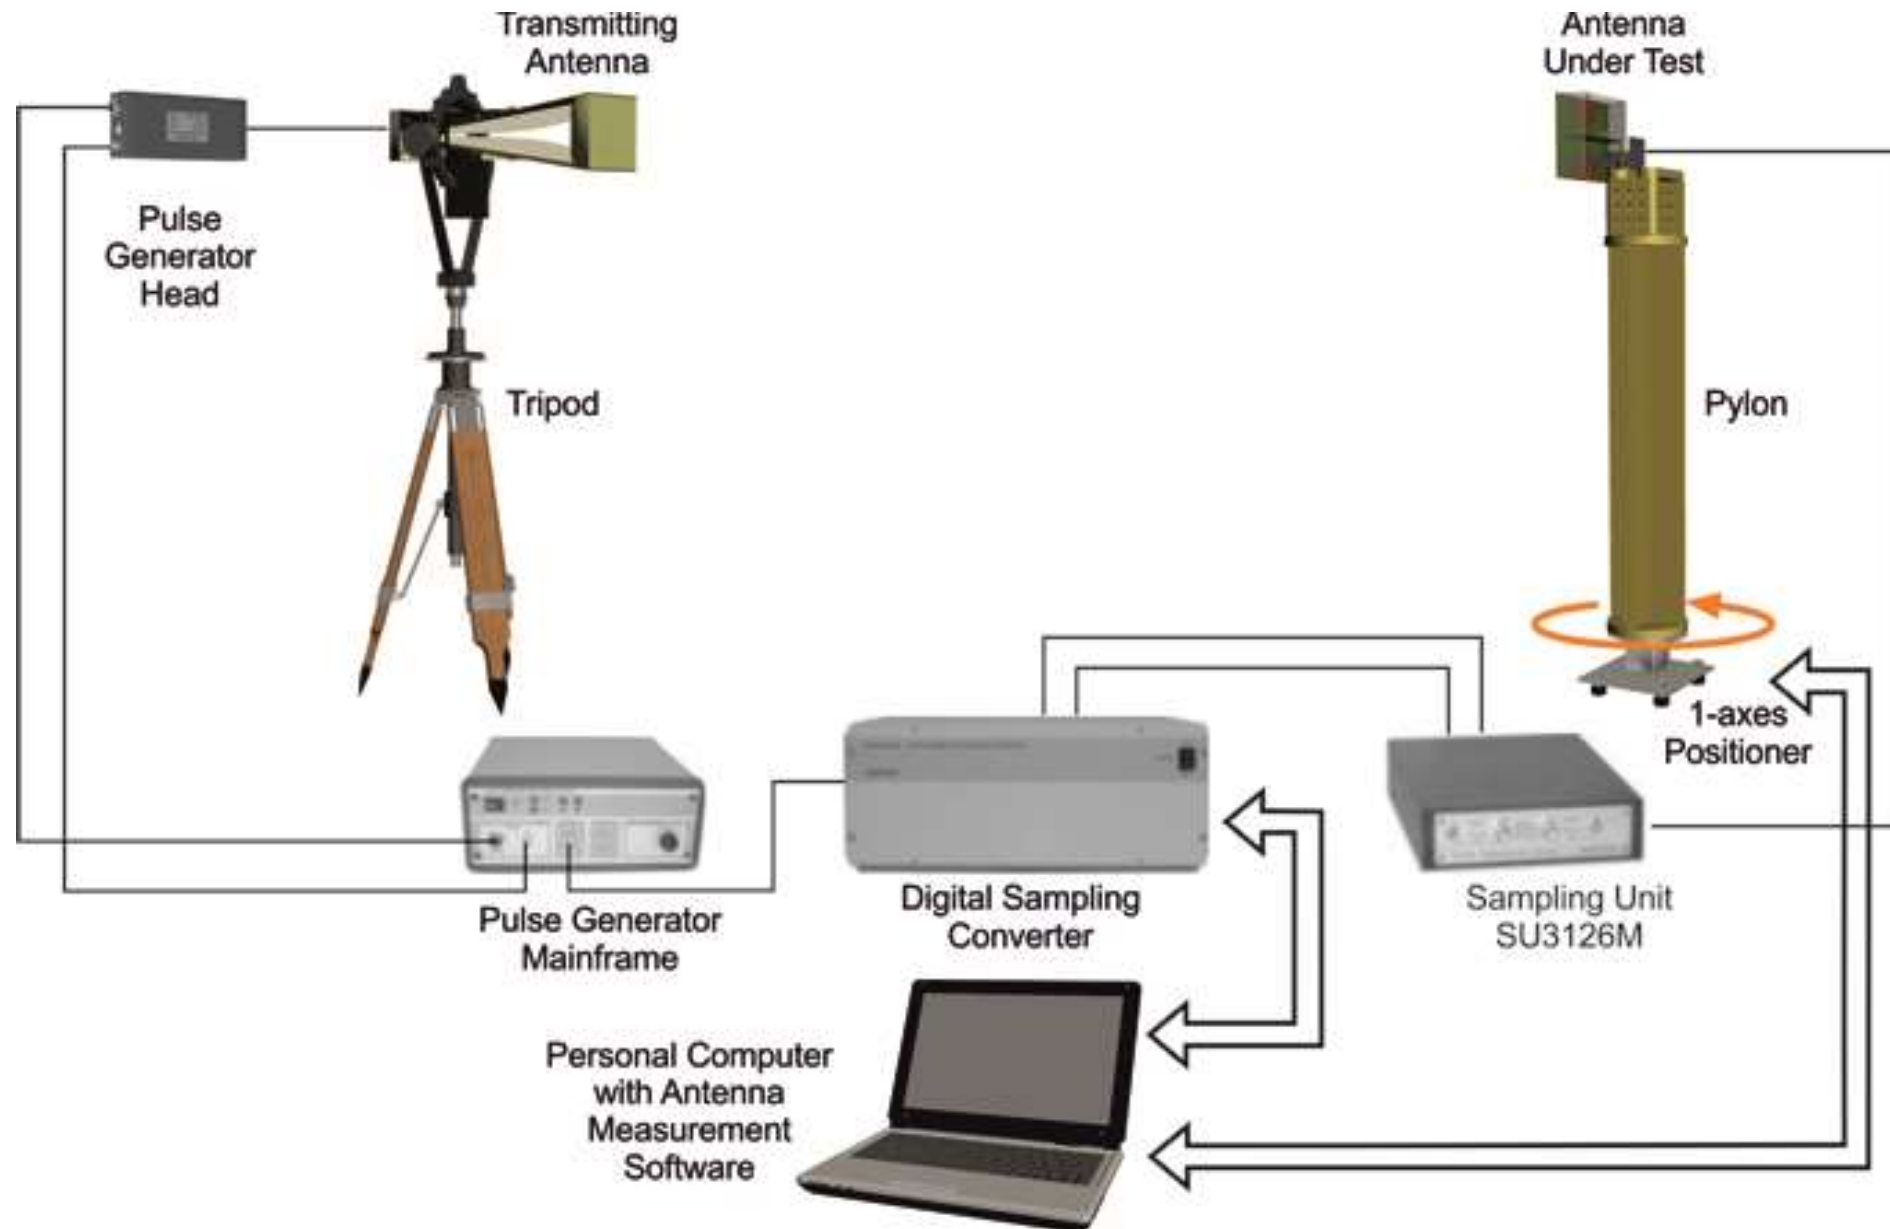 Transmitting
Antenna
Antenna
Under Test
Pulse
Generator
Head
Tripod
Pylon
1-axes
Positioner
Pulse Generator
Mainframe
Digital Sampling
Converter
Sampling Unit
SU3126M
Personal Computer
with Antenna
Measurement
Software